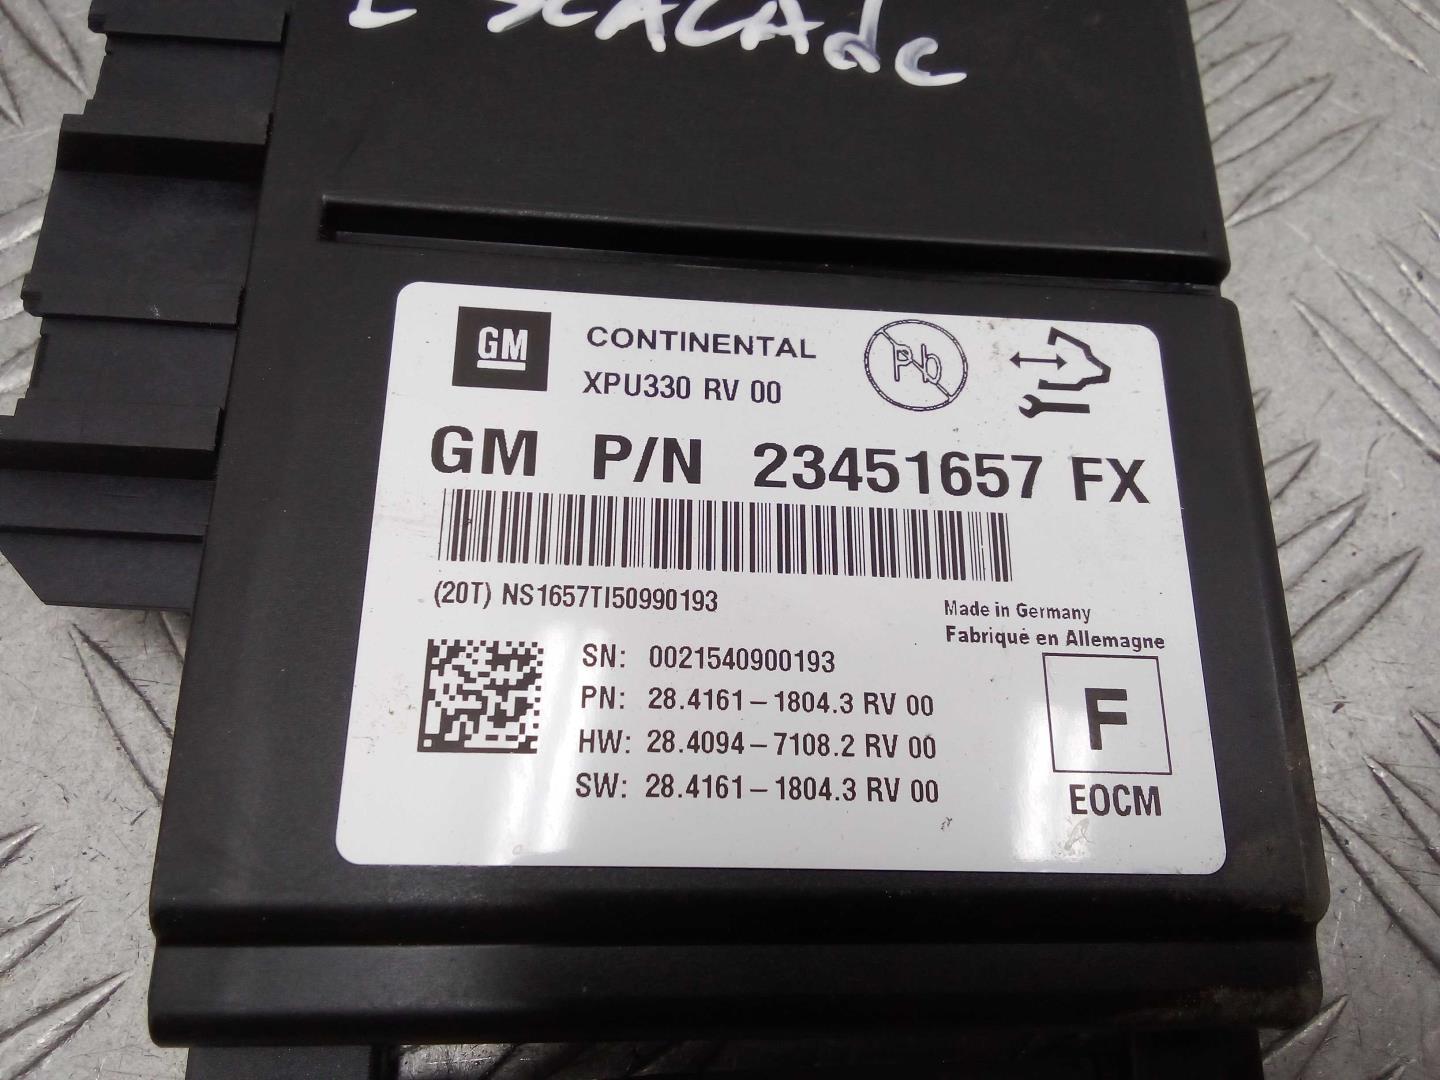 ESCALADE
GM
CONTINENTAL
XPU330 RV 00
Pb
GM P/N 23451657 FX
(20T) NS1657TI50990193
Made in Germany
Fabriqué en Allemagne
SN: 0021540900193
PN: 28.4161-1804.3 RV 00
HW: 28.4094-7108.2 RV 00
SW: 28.4161-1804.3 RV 00
F
EOCM